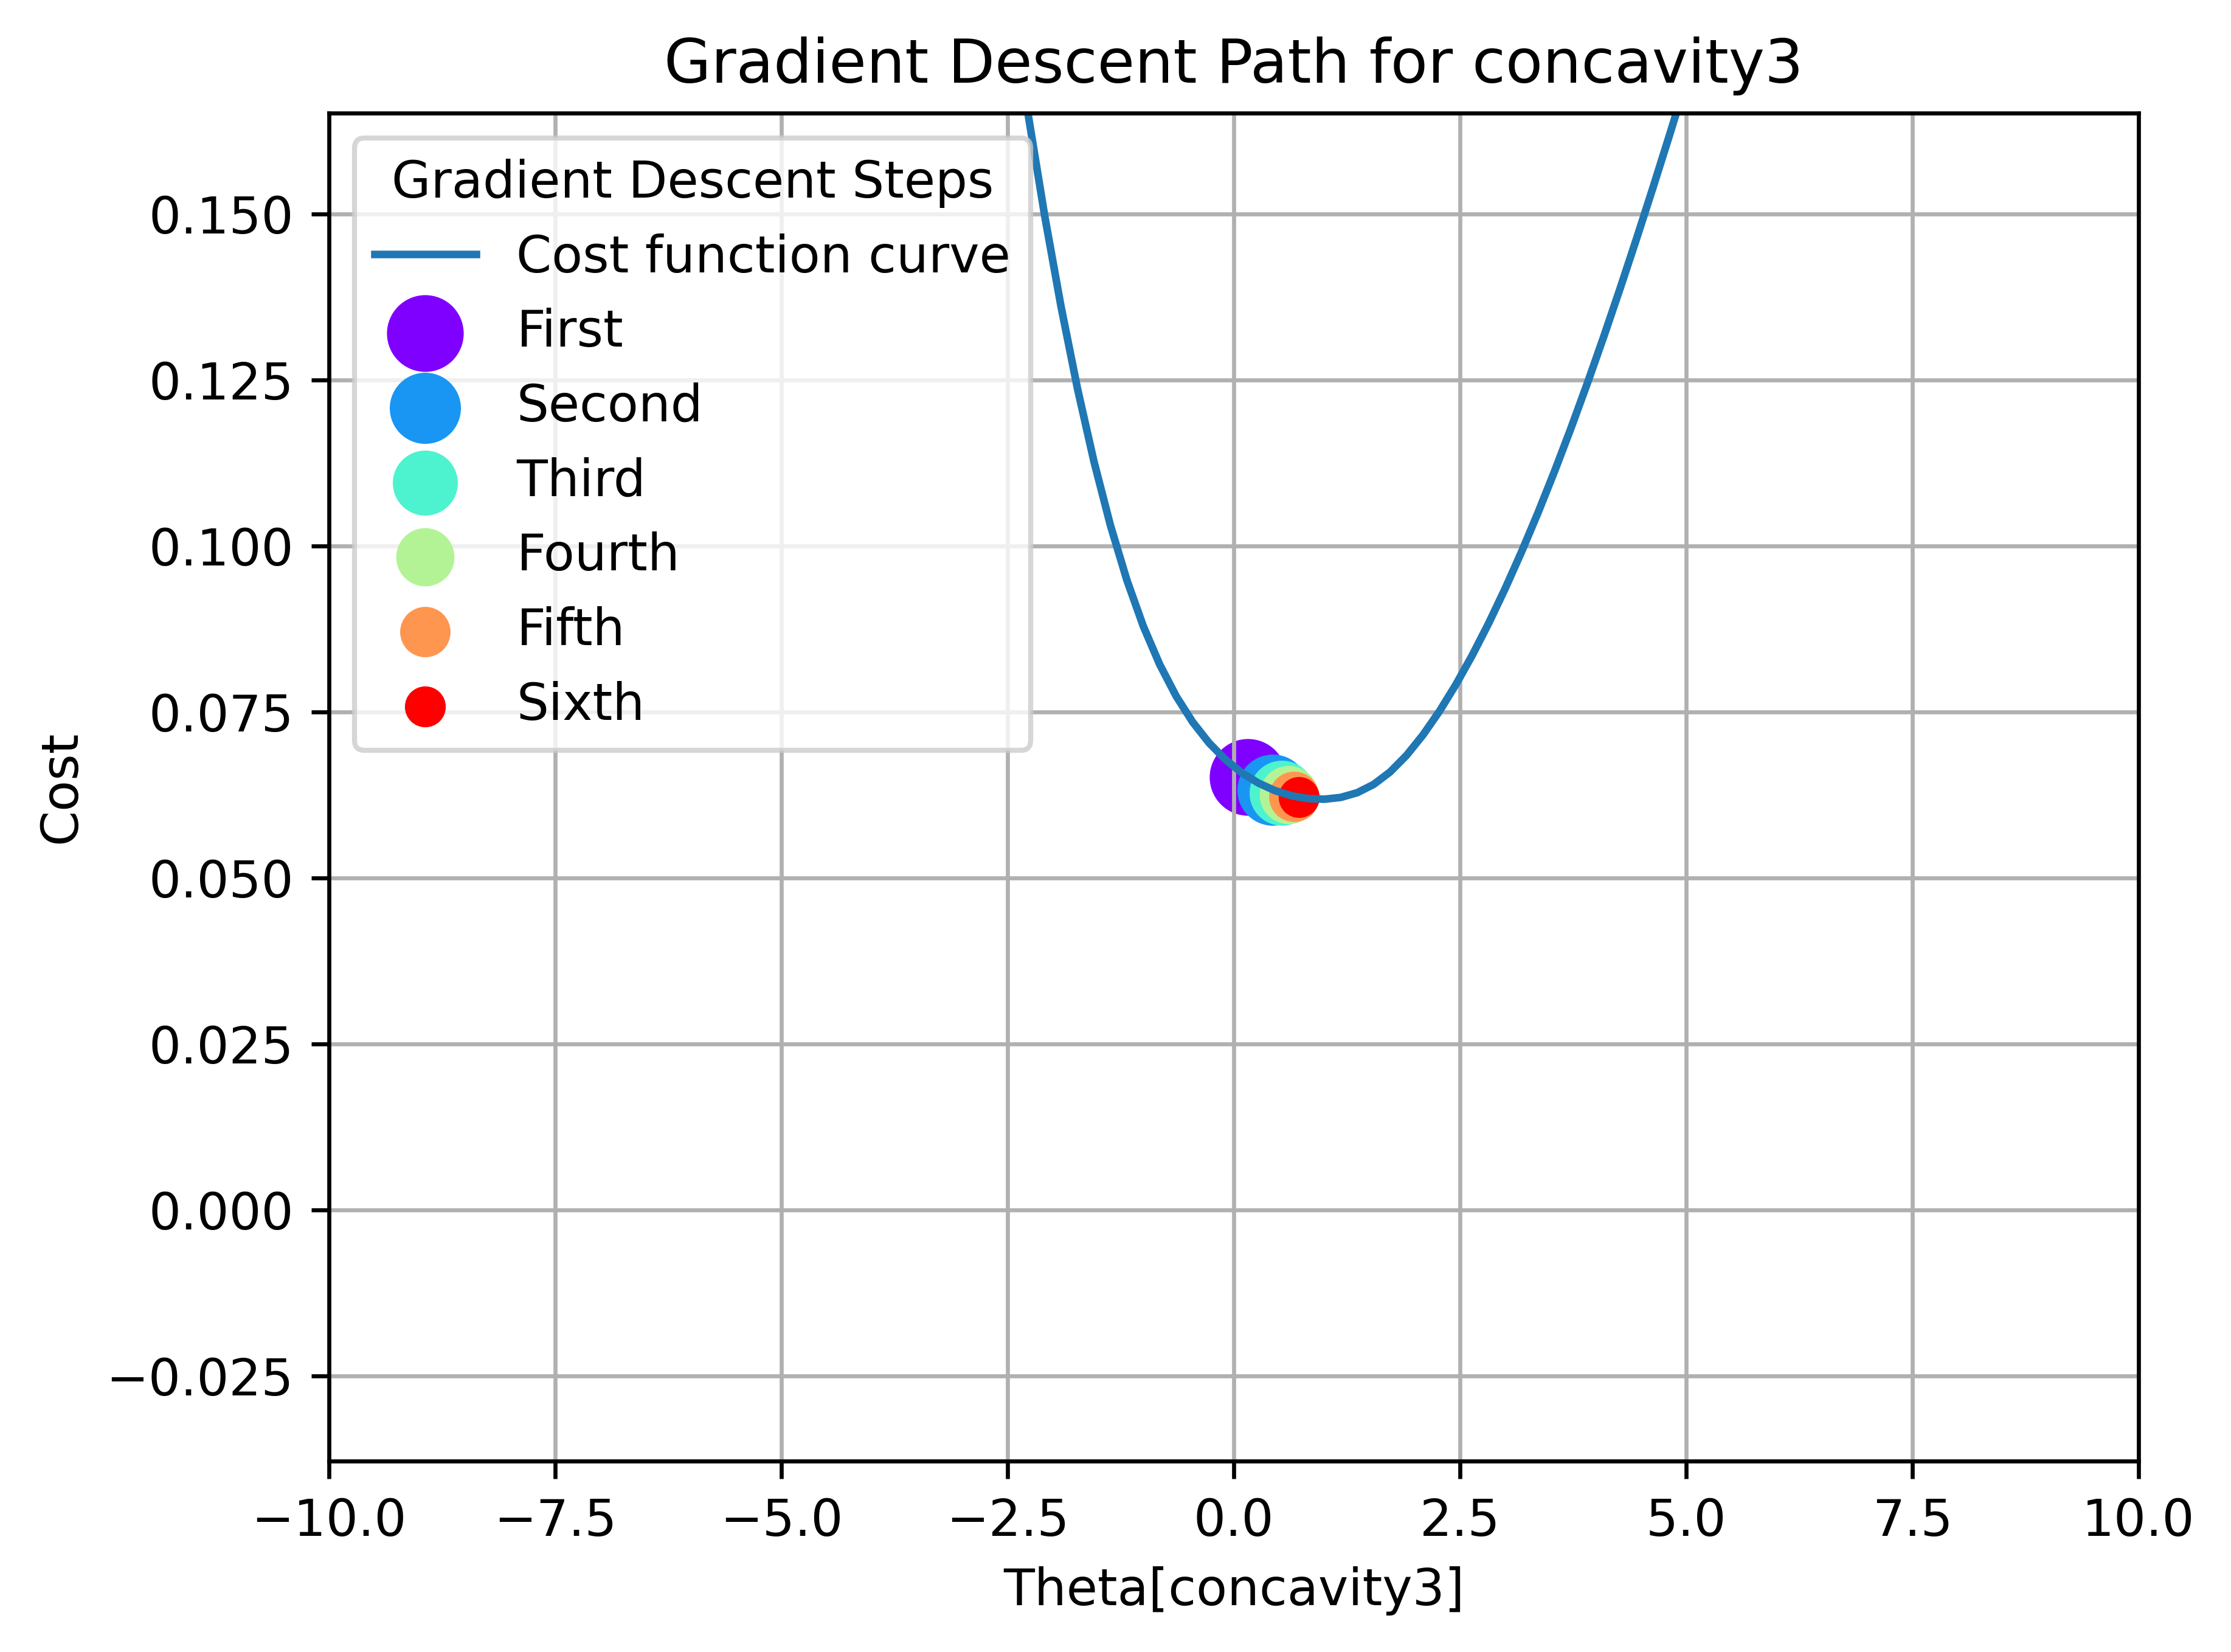 Gradient Descent Path for concavity3
Gradient Descent Steps
Cost function curve
First
Second
Third
Fourth
Fifth
Sixth
0.150
0.125
0.100
0.075
0.050
0.025
0.000
−0.025
Cost
−10.0 −7.5 −5.0 −2.5 0.0 2.5 5.0 7.5 10.0
Theta[concavity3]